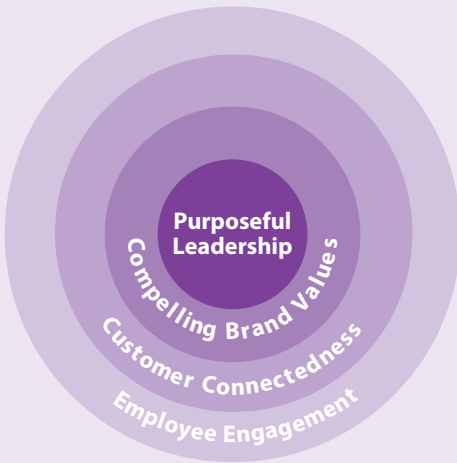 Purposeful
Leadership
Compelling Brand Values
Customer Connectedness
Employee Engagement